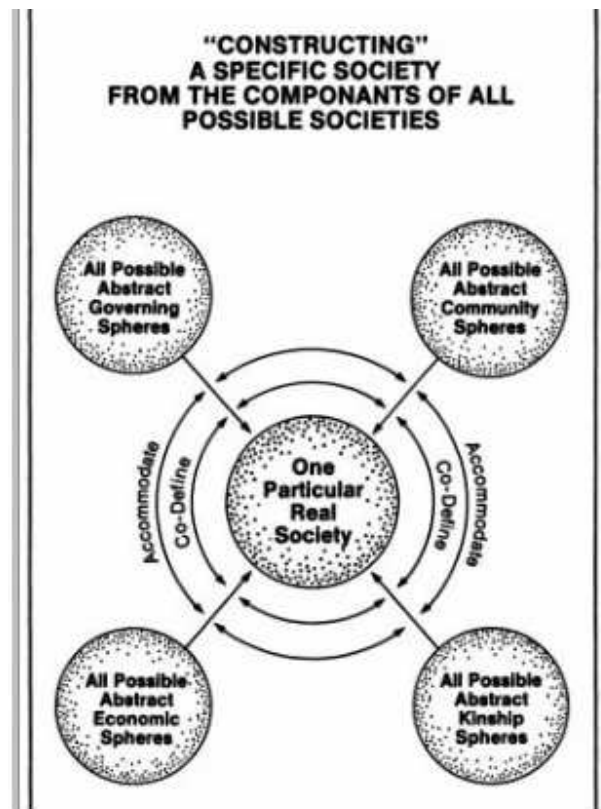 "CONSTRUCTING"
A SPECIFIC SOCIETY
FROM THE COMPONANTS OF ALL
POSSIBLE SOCIETIES
All Possible
Abstract
Governing
Spheres
All Possible
Abstract
Community
Spheres
Accommodate
Co-Define
One
Particular
Real
Society
Co-Define
Accommodate
All Possible
Abstract
Economic
Spheres
All Possible
Abstract
Kinship
Spheres